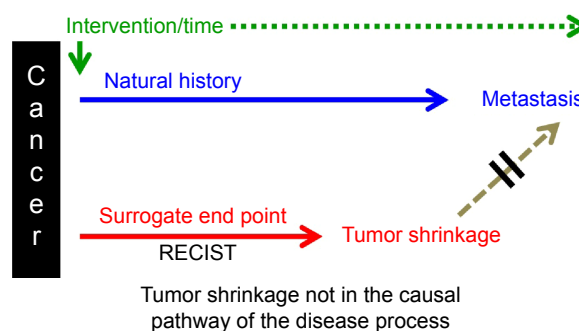 Intervention/time
Cancer
Natural history
Metastasis
Surrogate end point
RECIST
Tumor shrinkage
Tumor shrinkage not in the causal
pathway of the disease process